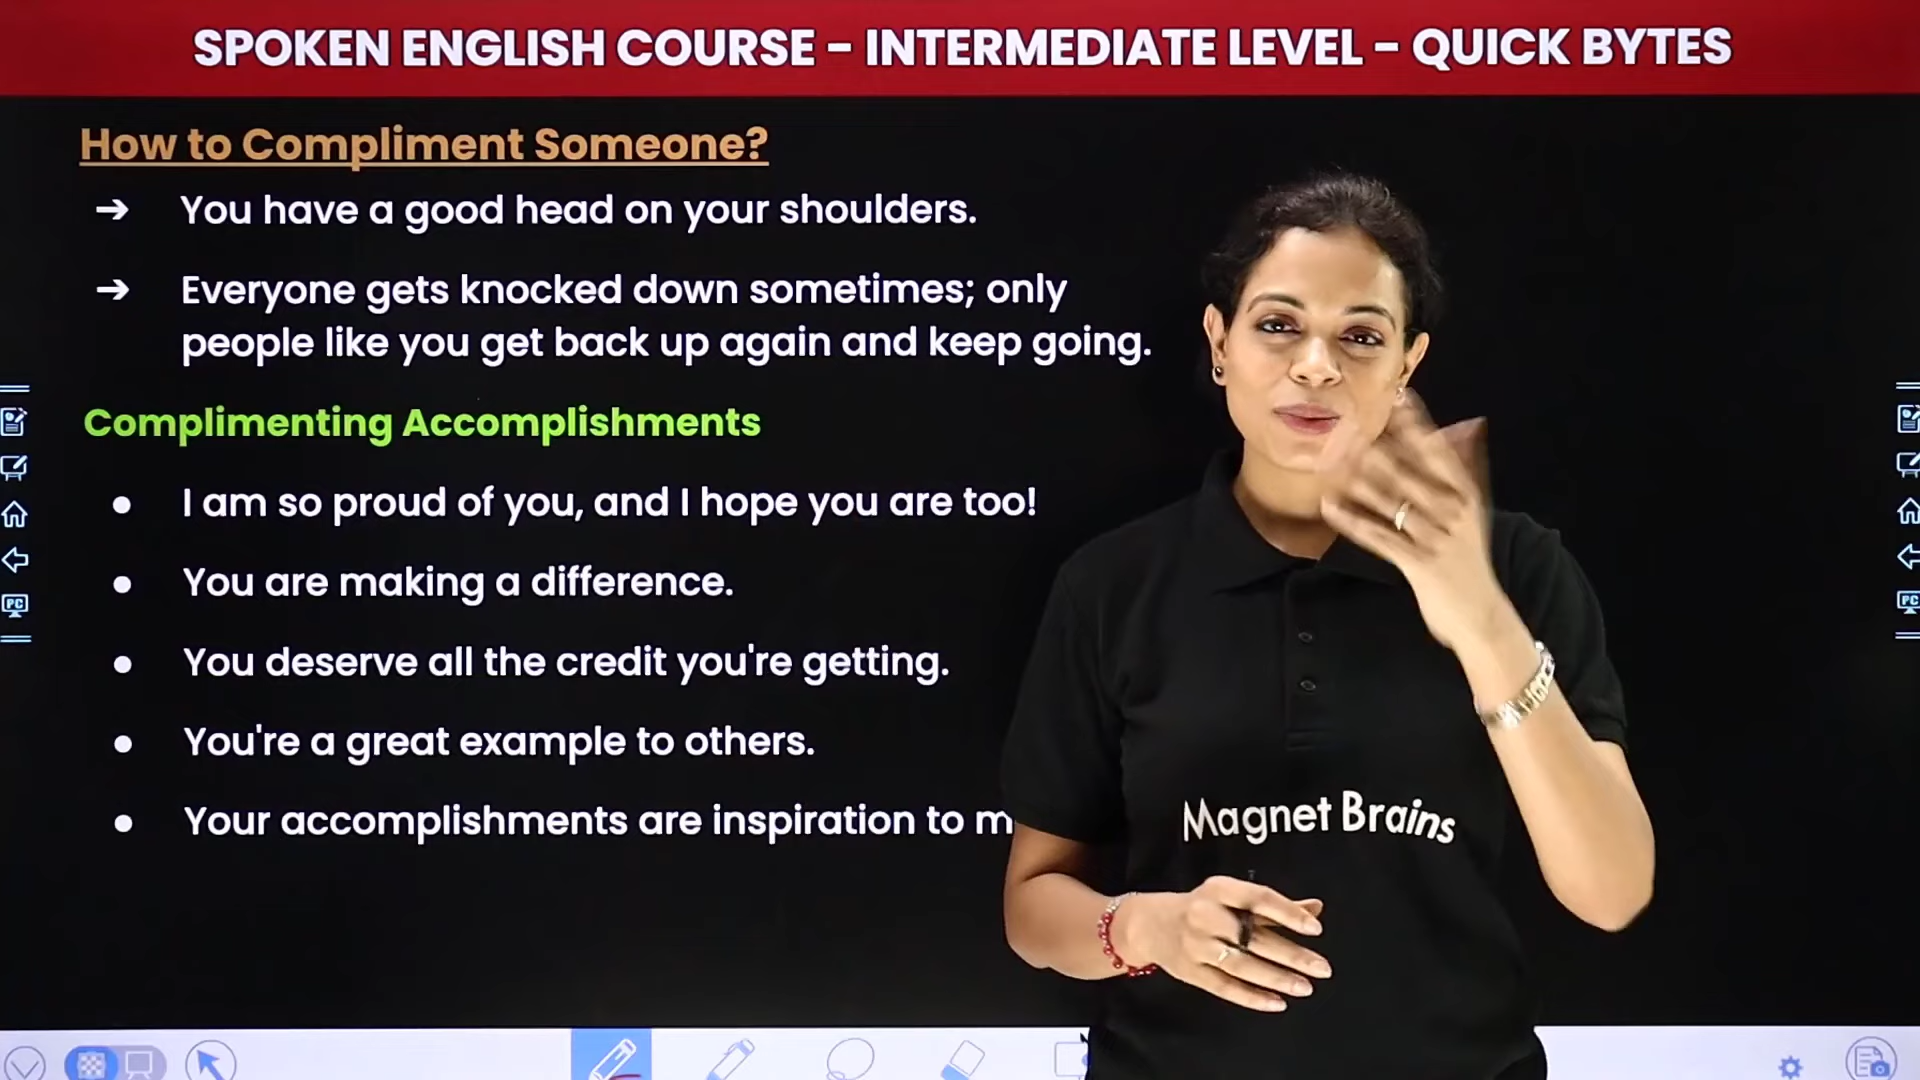 SPOKEN ENGLISH COURSE – INTERMEDIATE LEVEL – QUICK BYTES
How to Compliment Someone?
➔ You have a good head on your shoulders.
➔ Everyone gets knocked down sometimes; only
people like you get back up again and keep going.
Complimenting Accomplishments
● I am so proud of you, and I hope you are too!
● You are making a difference.
● You deserve all the credit you're getting.
● You're a great example to others.
● Your accomplishments are inspiration to
Magnet Brains
PC
PC